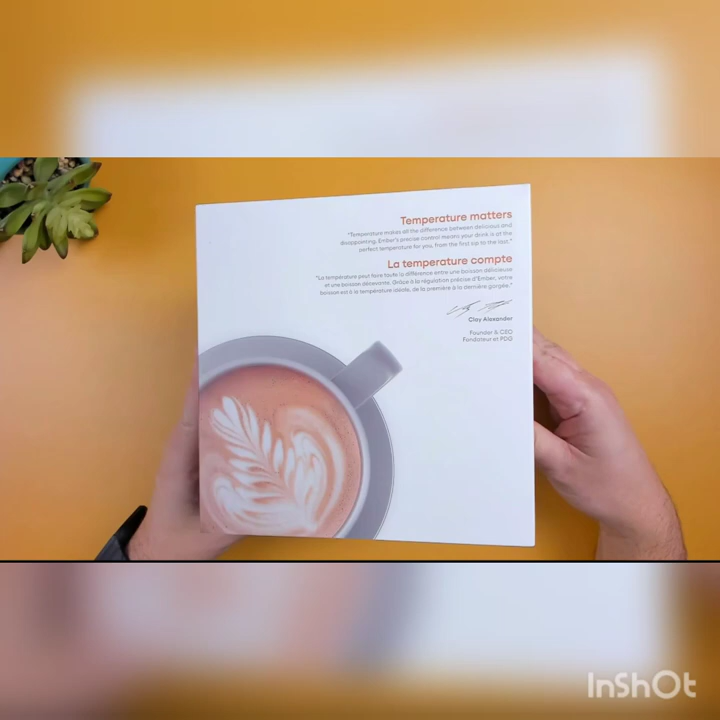 Temperature matters
"Temperature makes all the difference between delicious and
disappointing. Ember's precise control means your drink is at the
perfect temperature for you, from the first sip to the last."
La temperature compte
"La température peut faire toute la différence entre une boisson délicieuse
et une boisson décevante. Grâce à la régulation précise d'Ember, votre
boisson est à la température idéale, de la première à la dernière gorgée."
Clay Alexander
Founder & CEO
Fondateur et PDG
InShOt